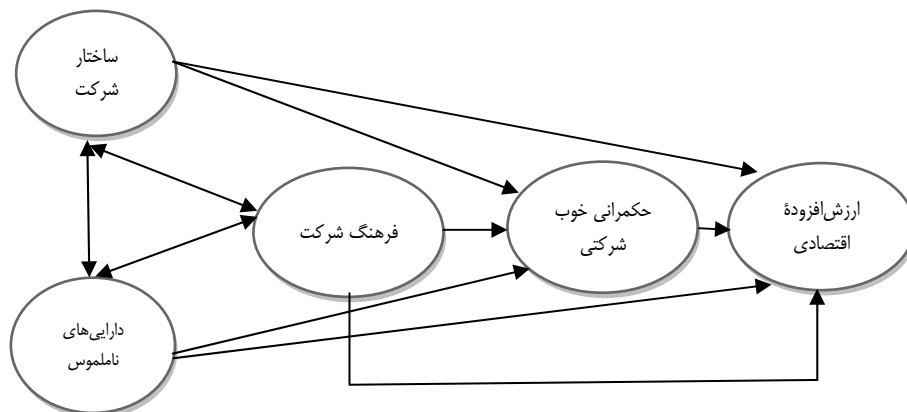 ساختار
شرکت
فرهنگ شرکت
حکمرانی خوب
شرکتی
ارزش‌افزودۀ
اقتصادی
دارایی‌های
ناملموس